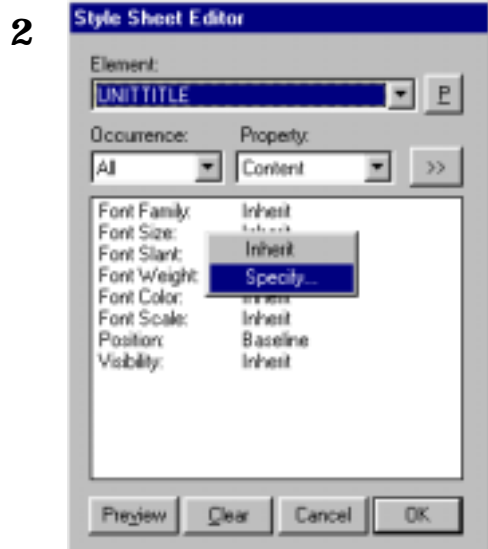 2
Style Sheet Editor
Element:
UNITTITLE
P
Occurrence: Property:
All Content >>
Font Family: Inherit
Font Size:
Font Slant: Inherit
Font Weight: Specify...
Font Color: Inherit
Font Scale: Inherit
Position: Baseline
Visibility: Inherit
Preview Clear Cancel OK